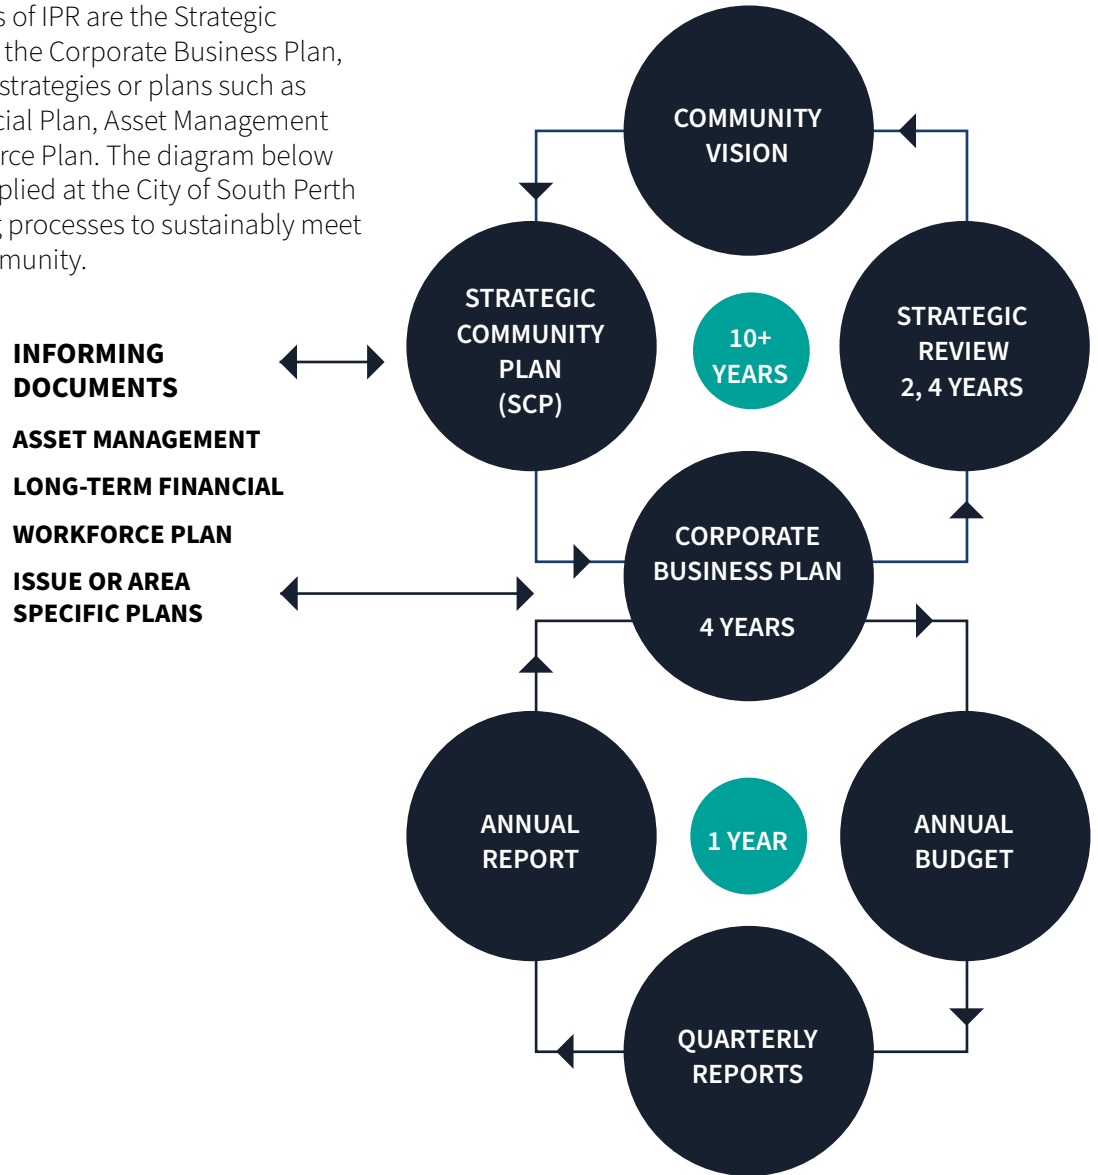 s of IPR are the Strategic
the Corporate Business Plan,
strategies or plans such as
cial Plan, Asset Management
rce Plan. The diagram below
plied at the City of South Perth
g processes to sustainably meet
mmunity.
COMMUNITY
VISION
STRATEGIC
COMMUNITY
PLAN
(SCP)
10+
YEARS
STRATEGIC
REVIEW
2, 4 YEARS
INFORMING
DOCUMENTS
ASSET MANAGEMENT
LONG-TERM FINANCIAL
WORKFORCE PLAN
ISSUE OR AREA
SPECIFIC PLANS
CORPORATE
BUSINESS PLAN
4 YEARS
ANNUAL
REPORT
1 YEAR
ANNUAL
BUDGET
QUARTERLY
REPORTS